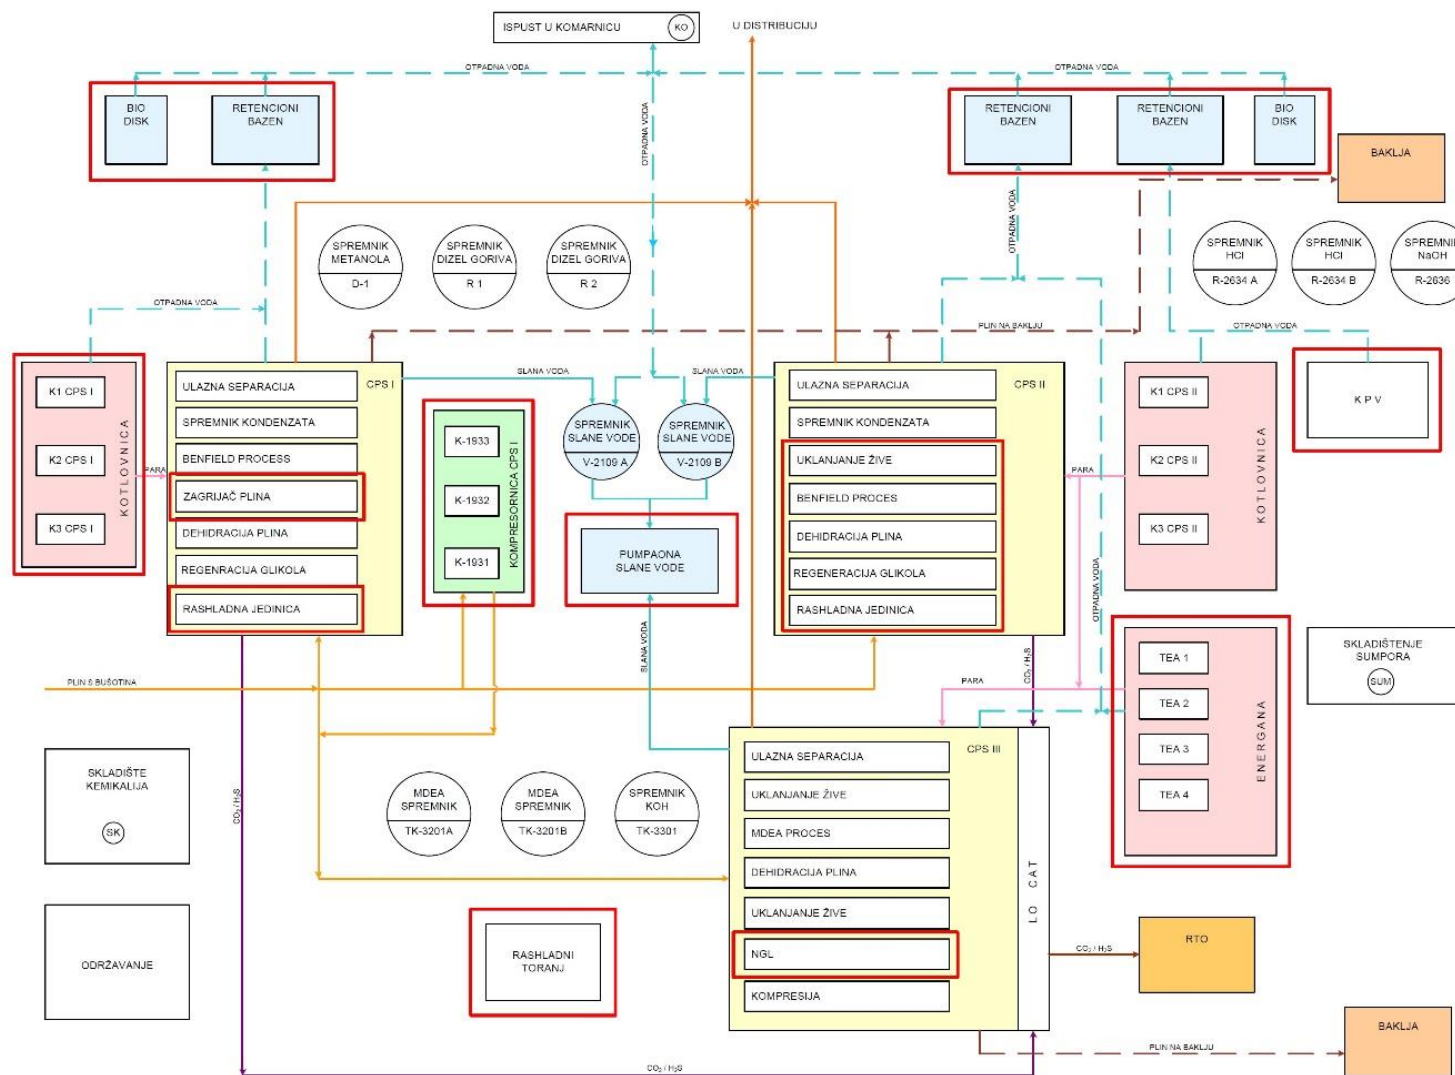 ISPUST U KOMARNICU
KO
U DISTRIBUCIJU
OTPADNA VODA
OTPADNA VODA
BIO
DISK
RETENCIONI
BAZEN
OTPADNA VODA
RETENCIONI
BAZEN
RETENCIONI
BAZEN
BIO
DISK
BAKLJA
OTPADNA VODA
SPREMNIK
METANOLA
D-1
SPREMNIK
DIZEL GORIVA
R 1
SPREMNIK
DIZEL GORIVA
R 2
SPREMNIK
HCl
R-2634 A
SPREMNIK
HCl
R-2634 B
SPREMNIK
NaOH
R-2636
OTPADNA VODA
PLIN NA BAKLJU
OTPADNA VODA
KOTLOVNICA
K1 CPS I
K2 CPS I
K3 CPS I
PARA
CPS I
ULAZNA SEPARACIJA
SPREMNIK KONDENZATA
BENFIELD PROCESS
ZAGRIJAČ PLINA
DEHIDRACIJA PLINA
REGENRACIJA GLIKOLA
RASHLADNA JEDINICA
KOMPRESORNICA CPS I
K-1933
K-1932
K-1931
SLANA VODA
SLANA VODA
SPREMNIK
SLANE VODE
V-2109 A
SPREMNIK
SLANE VODE
V-2109 B
PUMPAONA
SLANE VODE
SLANA VODA
CPS II
ULAZNA SEPARACIJA
SPREMNIK KONDENZATA
UKLANJANJE ŽIVE
BENFIELD PROCES
DEHIDRACIJA PLINA
REGENERACIJA GLIKOLA
RASHLADNA JEDINICA
PARA
OTPADNA VODA
KOTLOVNICA
K1 CPS II
K2 CPS II
K3 CPS II
K P V
PLIN S BUŠOTINA
CO₂ / H₂S
PARA
ENERGANA
TEA 1
TEA 2
TEA 3
TEA 4
SKLADIŠTENJE
SUMPORA
SUM
SKLADIŠTE
KEMIKALIJA
SK
CO₂ / H₂S
MDEA
SPREMNIK
TK-3201A
MDEA
SPREMNIK
TK-3201B
SPREMNIK
KOH
TK-3301
CPS III
ULAZNA SEPARACIJA
UKLANJANJE ŽIVE
MDEA PROCES
DEHIDRACIJA PLINA
UKLANJANJE ŽIVE
NGL
KOMPRESIJA
LO CAT
ODRŽAVANJE
RASHLADNI
TORANJ
CO₂ / H₂S
RTO
PLIN NA BAKLJU
BAKLJA
CO₂ / H₂S